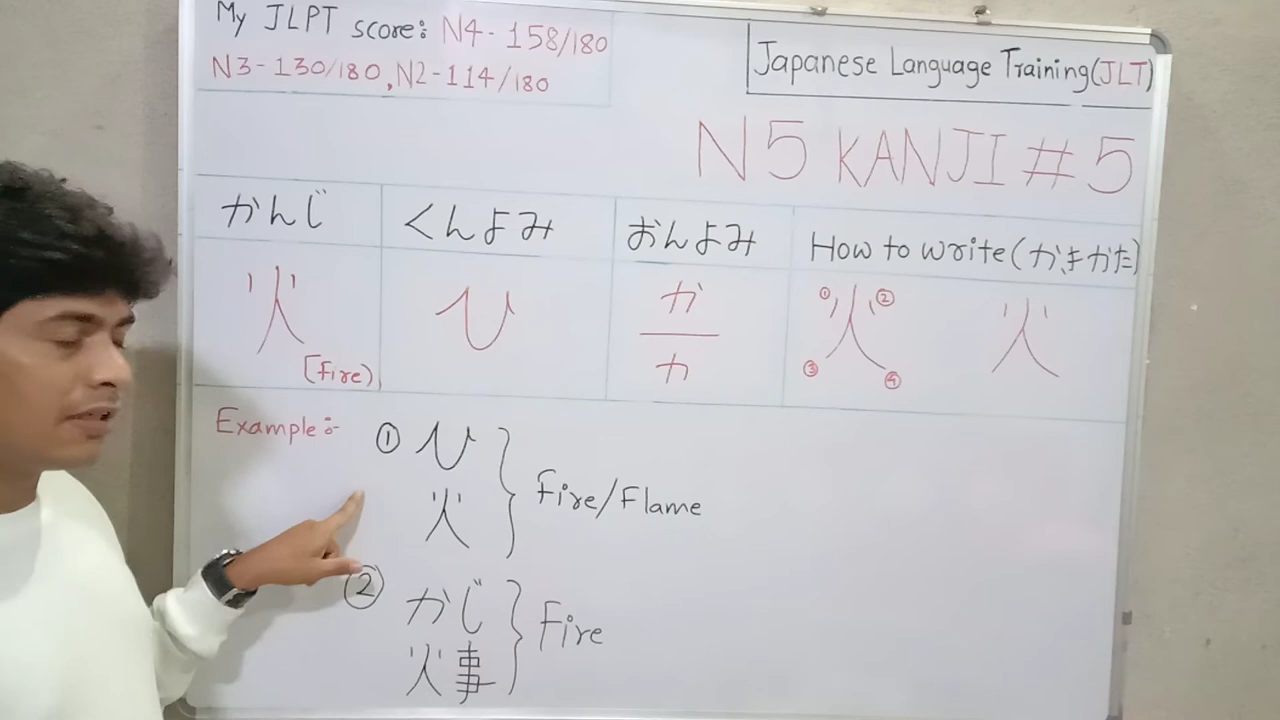 My JLPT score: N4- 158/180
N3-130/180, N2-114/180
Japanese Language Training(JLT)
N5 KANJI #5
かんじ
くんよみ
おんよみ
How to write(かきかた)
火
[fire)
ひ
か
カ
① ②
火
③ ④
火
Example:-
① ひ
火
Fire/Flame
② かじ
火事
Fire